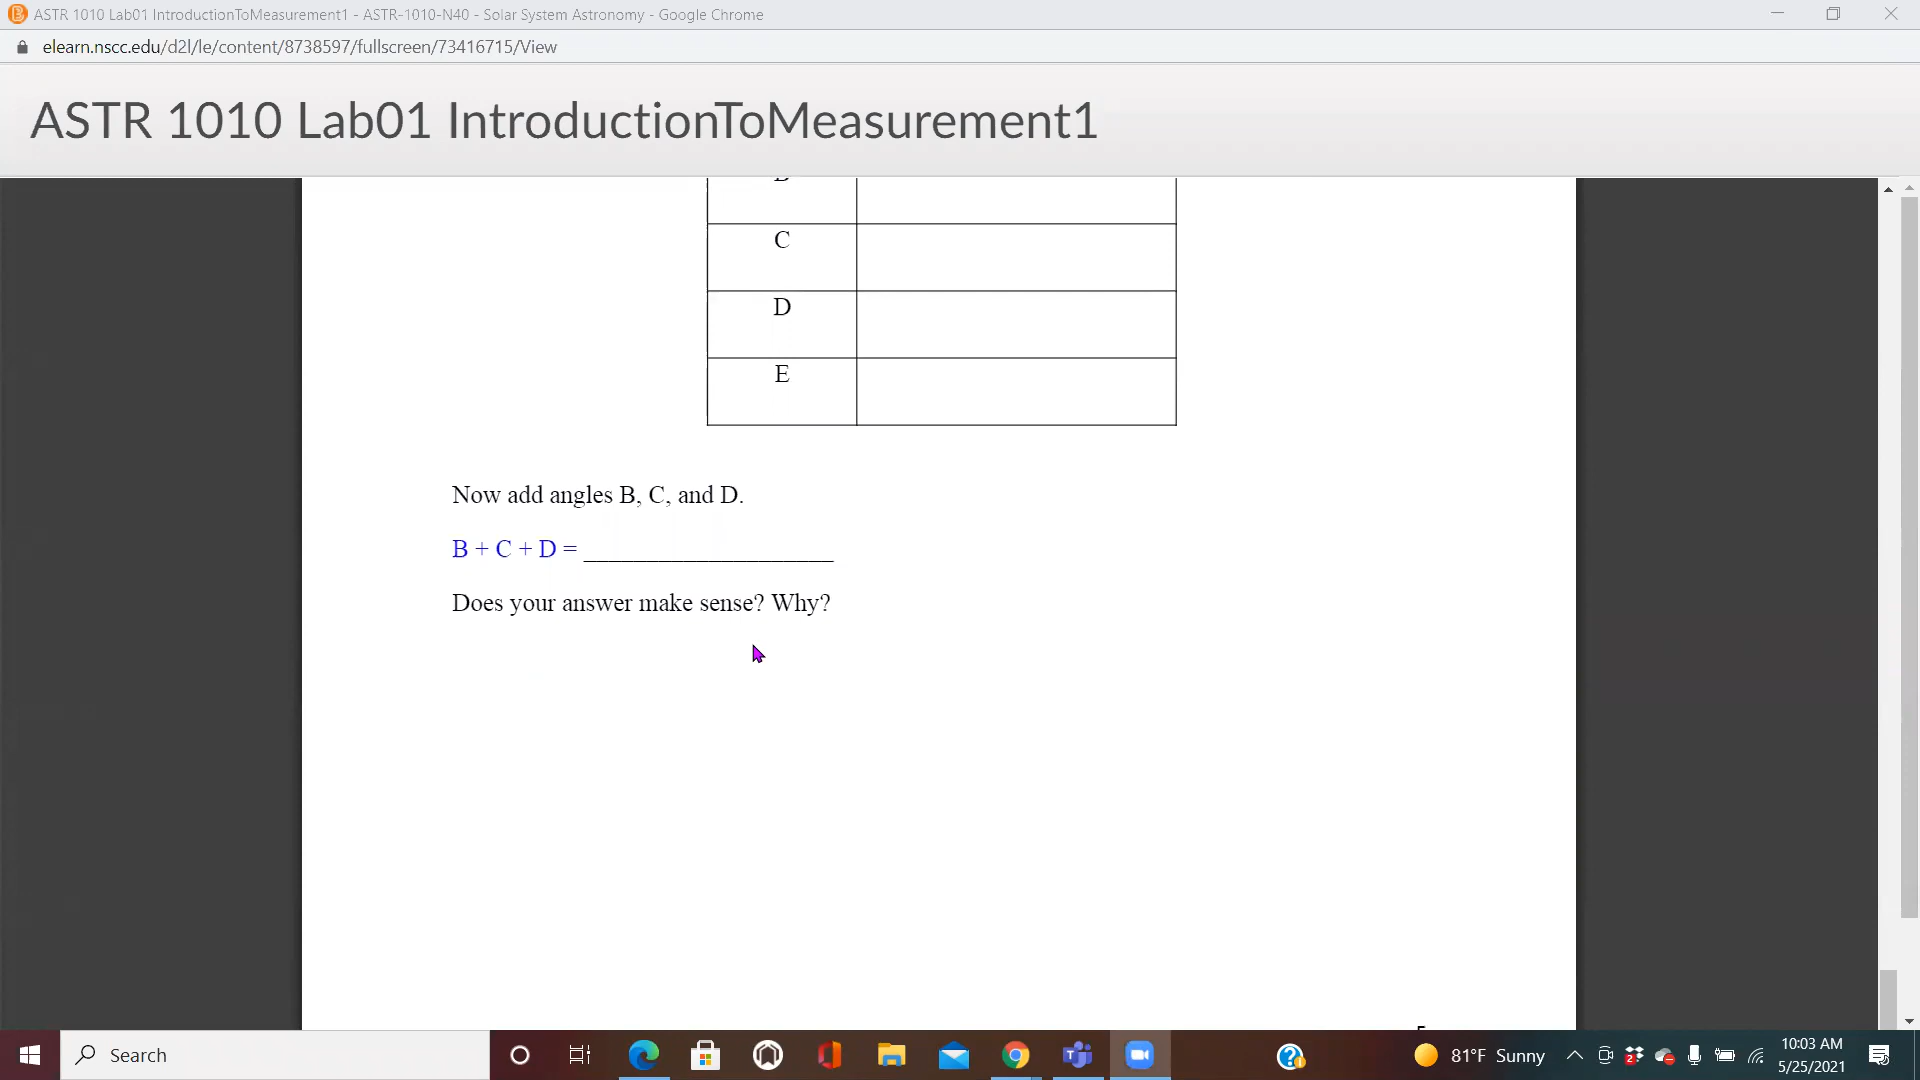 ASTR 1010 Lab01 IntroductionToMeasurement1 - ASTR-1010-N40 - Solar System Astronomy - Google Chrome
elearn.nscc.edu/d2l/le/content/8738597/fullscreen/73416715/View
ASTR 1010 Lab01 IntroductionToMeasurement1
C
D
E
Now add angles B, C, and D.
B + C + D = ____________________
Does your answer make sense? Why?
Search
81°F Sunny
10:03 AM
5/25/2021